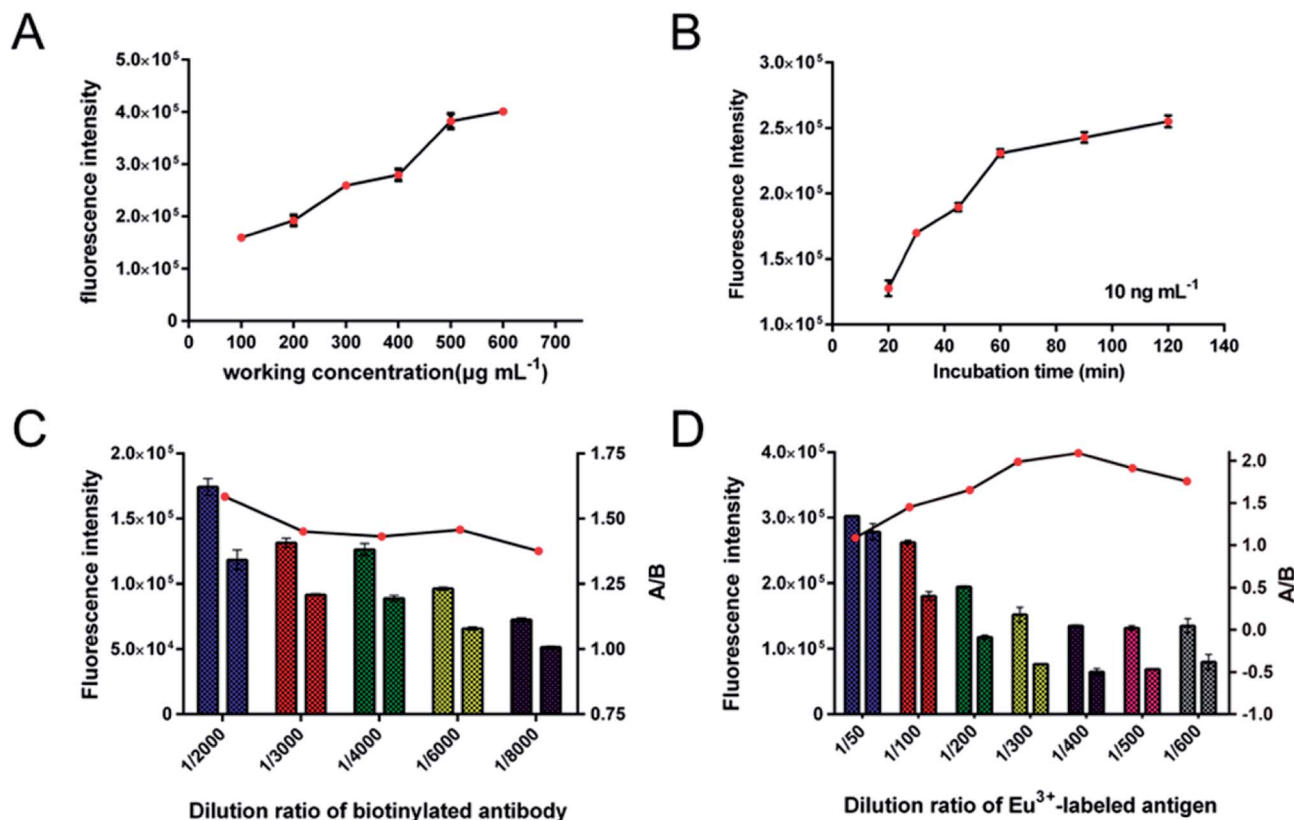 A
fluorescence intensity
5.0×10⁵
4.0×10⁵
3.0×10⁵
2.0×10⁵
1.0×10⁵
0
0 100 200 300 400 500 600 700
working concentration(µg mL⁻¹)
B
Fluorescence Intensity
3.0×10⁵
2.5×10⁵
2.0×10⁵
1.5×10⁵
1.0×10⁵
10 ng mL⁻¹
0 20 40 60 80 100 120 140
Incubation time (min)
C
Fluorescence intensity
2.0×10⁵
1.5×10⁵
1.0×10⁵
5.0×10⁴
0
1.75
1.50
1.25
1.00
0.75
A/B
1/2000 1/3000 1/4000 1/6000 1/8000
Dilution ratio of biotinylated antibody
D
Fluorescence intensity
4.0×10⁵
3.0×10⁵
2.0×10⁵
1.0×10⁵
0
2.0
1.5
1.0
0.5
0.0
-0.5
-1.0
A/B
1/50 1/100 1/200 1/300 1/400 1/500 1/600
Dilution ratio of Eu³⁺-labeled antigen